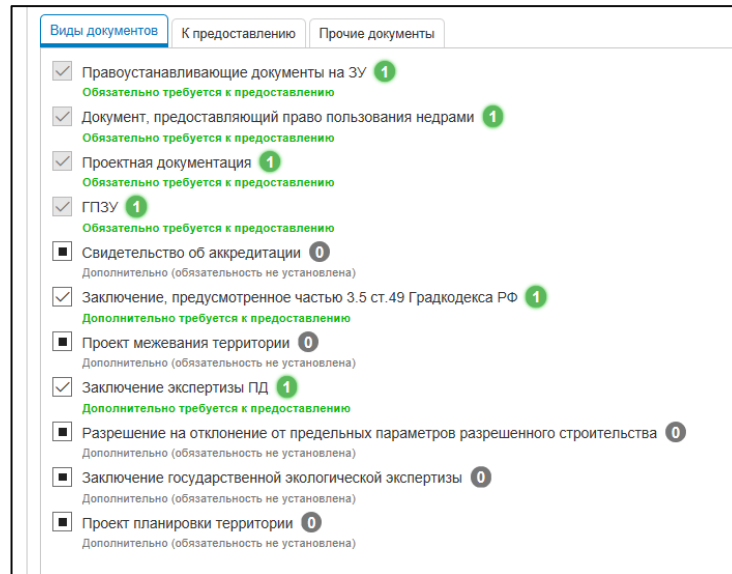 Виды документов К предоставлению Прочие документы
Правоустанавливающие документы на ЗУ 1
Обязательно требуется к предоставлению
Документ, предоставляющий право пользования недрами 1
Обязательно требуется к предоставлению
Проектная документация 1
Обязательно требуется к предоставлению
ГПЗУ 1
Обязательно требуется к предоставлению
Свидетельство об аккредитации 0
Дополнительно (обязательность не установлена)
Заключение, предусмотренное частью 3.5 ст.49 Градкодекса РФ 1
Дополнительно требуется к предоставлению
Проект межевания территории 0
Дополнительно (обязательность не установлена)
Заключение экспертизы ПД 1
Дополнительно требуется к предоставлению
Разрешение на отклонение от предельных параметров разрешенного строительства 0
Дополнительно (обязательность не установлена)
Заключение государственной экологической экспертизы 0
Дополнительно (обязательность не установлена)
Проект планировки территории 0
Дополнительно (обязательность не установлена)